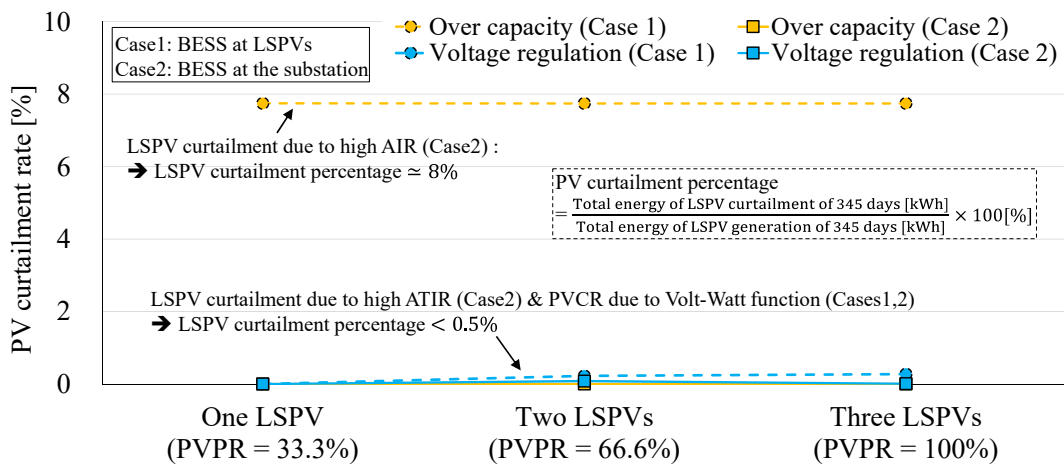 PV curtailment rate [%]
10
8
6
4
2
0
Case1: BESS at LSPVs
Case2: BESS at the substation
Over capacity (Case 1)
Over capacity (Case 2)
Voltage regulation (Case 1)
Voltage regulation (Case 2)
LSPV curtailment due to high AIR (Case2) :
➔ LSPV curtailment percentage ≃ 8%
PV curtailment percentage
= Total energy of LSPV curtailment of 345 days [kWh] / Total energy of LSPV generation of 345 days [kWh] × 100[%]
LSPV curtailment due to high ATIR (Case2) & PVCR due to Volt-Watt function (Cases1,2)
➔ LSPV curtailment percentage < 0.5%
One LSPV
(PVPR = 33.3%)
Two LSPVs
(PVPR = 66.6%)
Three LSPVs
(PVPR = 100%)